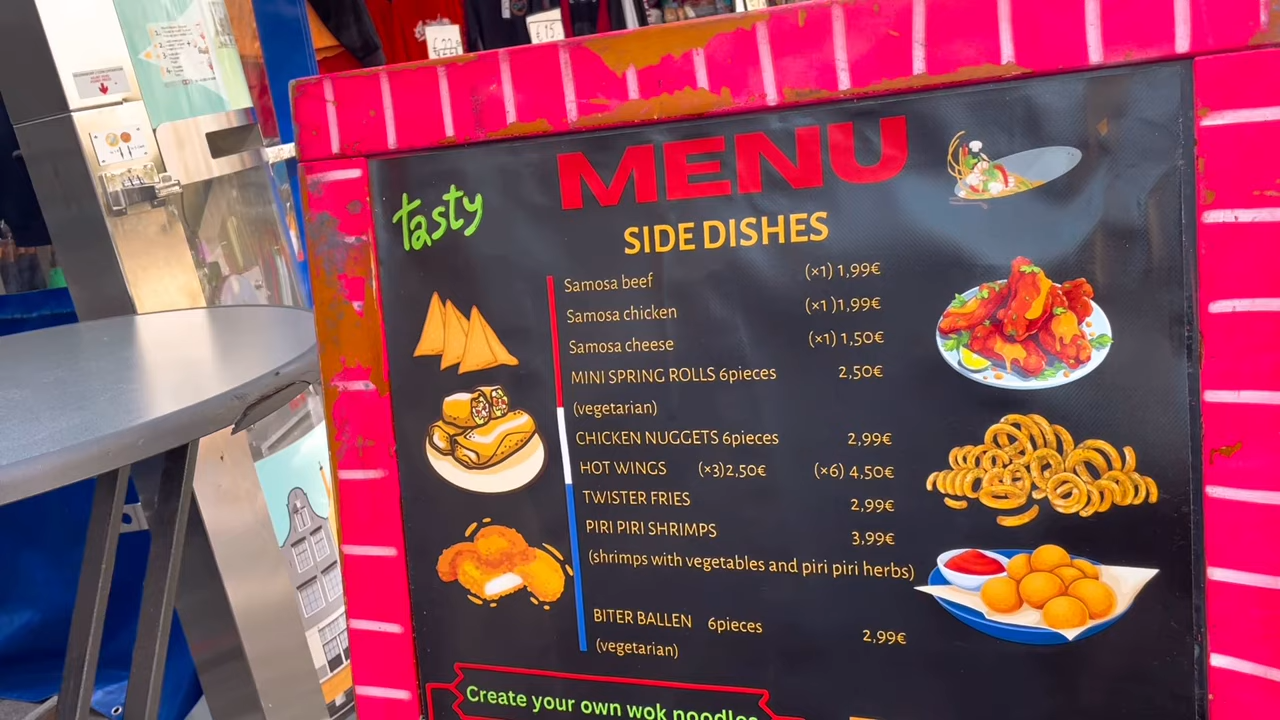 €22
€15
MENU
tasty
SIDE DISHES
Samosa beef (×1) 1,99€
Samosa chicken (×1)1,99€
Samosa cheese (×1) 1,50€
MINI SPRING ROLLS 6pieces 2,50€
(vegetarian)
CHICKEN NUGGETS 6pieces 2,99€
HOT WINGS (×3)2,50€ (×6) 4,50€
TWISTER FRIES 2,99€
PIRI PIRI SHRIMPS 3,99€
(shrimps with vegetables and piri piri herbs)
BITER BALLEN 6pieces 2,99€
(vegetarian)
Create your own wok noodles